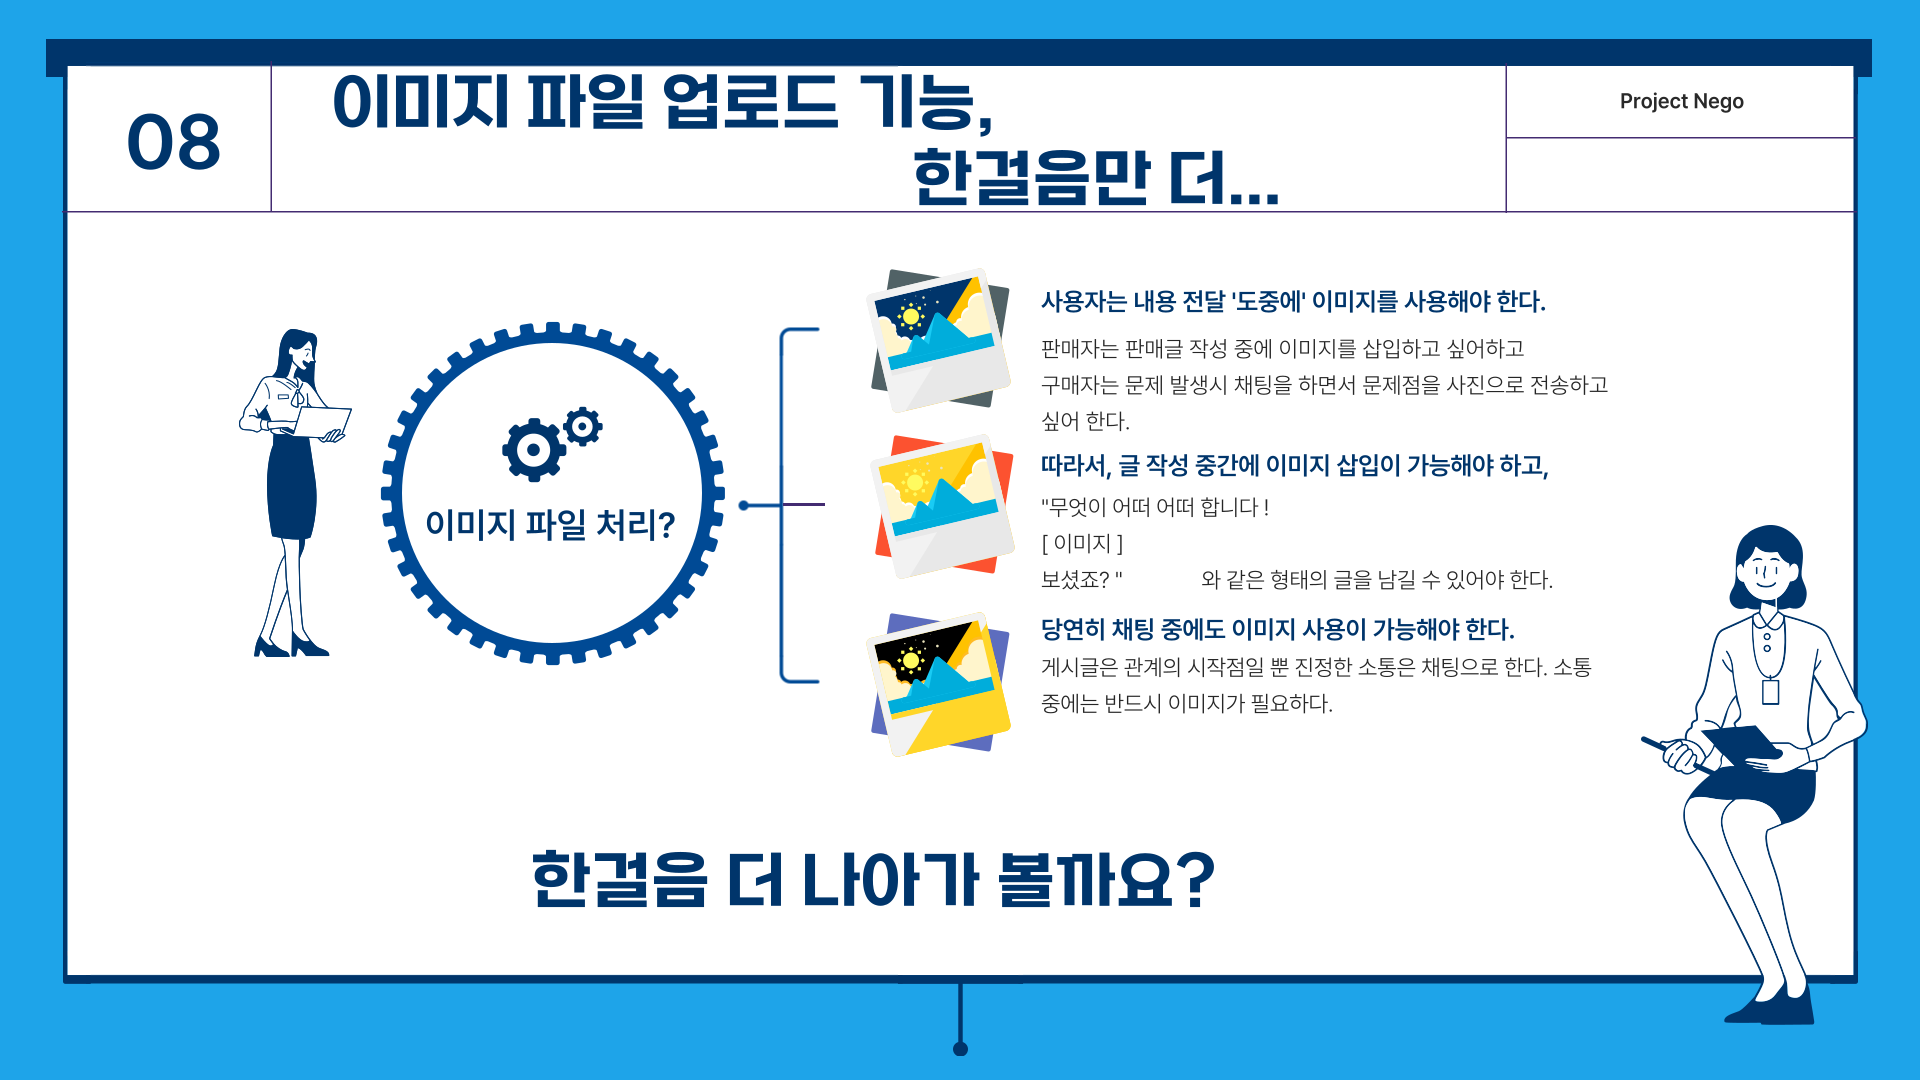 08
이미지 파일 업로드 기능,
한걸음만 더...
Project Nego
이미지 파일 처리?
사용자는 내용 전달 '도중에' 이미지를 사용해야 한다.
판매자는 판매글 작성 중에 이미지를 삽입하고 싶어하고
구매자는 문제 발생시 채팅을 하면서 문제점을 사진으로 전송하고
싶어 한다.
따라서, 글 작성 중간에 이미지 삽입이 가능해야 하고,
"무엇이 어떠 어떠 합니다 !
[ 이미지 ]
보셨죠? " 와 같은 형태의 글을 남길 수 있어야 한다.
당연히 채팅 중에도 이미지 사용이 가능해야 한다.
게시글은 관계의 시작점일 뿐 진정한 소통은 채팅으로 한다. 소통
중에는 반드시 이미지가 필요하다.
한걸음 더 나아가 볼까요?